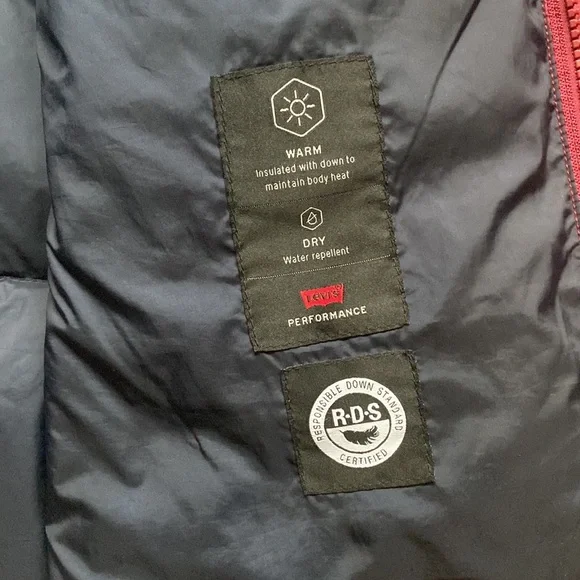 WARM
Insulated with down to
maintain body heat
DRY
Water repellent
Levi's
PERFORMANCE
RESPONSIBLE DOWN STANDARD
R·D·S
CERTIFIED